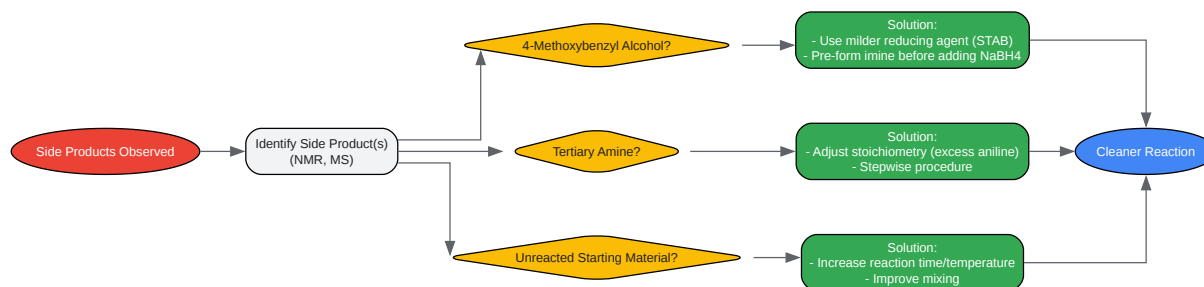 Side Products Observed
Identify Side Product(s)
(NMR, MS)
4-Methoxybenzyl Alcohol?
Solution:
- Use milder reducing agent (STAB)
- Pre-form imine before adding NaBH4
Tertiary Amine?
Solution:
- Adjust stoichiometry (excess aniline)
- Stepwise procedure
Unreacted Starting Material?
Solution:
- Increase reaction time/temperature
- Improve mixing
Cleaner Reaction